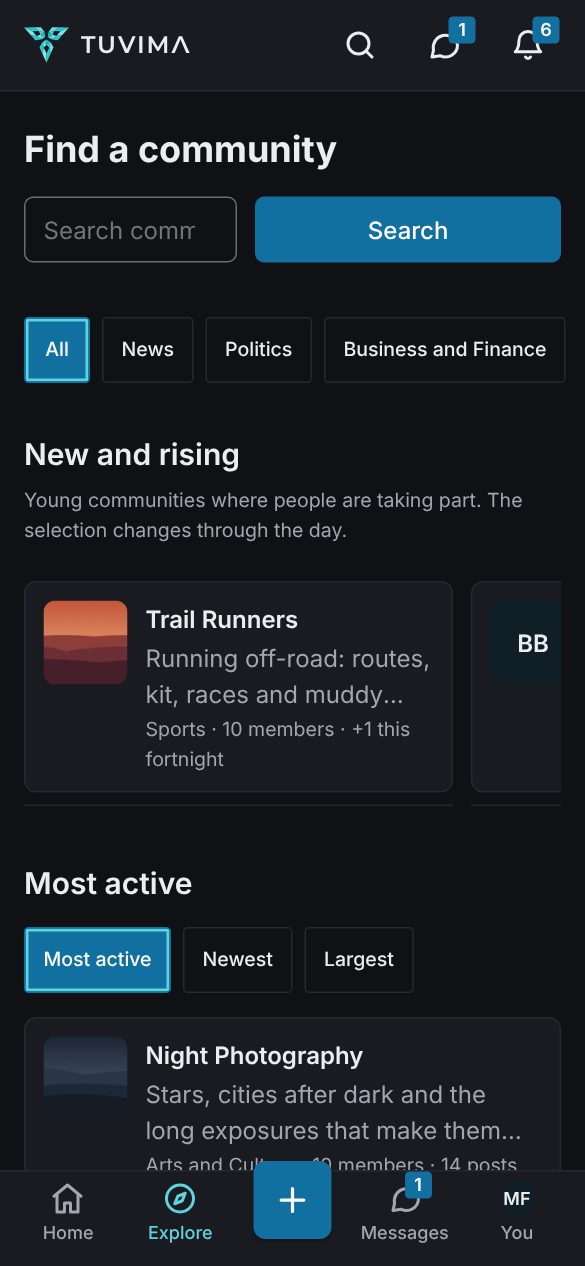 TUVIMA
1
6
Find a community
Search comm
Search
All
News
Politics
Business and Finance
New and rising
Young communities where people are taking part. The
selection changes through the day.
Trail Runners
Running off-road: routes,
kit, races and muddy...
Sports · 10 members · +1 this
fortnight
BB
Most active
Most active
Newest
Largest
Night Photography
Stars, cities after dark and the
long exposures that make them...
Arts and members · 14 posts
1
MF
Home
Explore
Messages
You